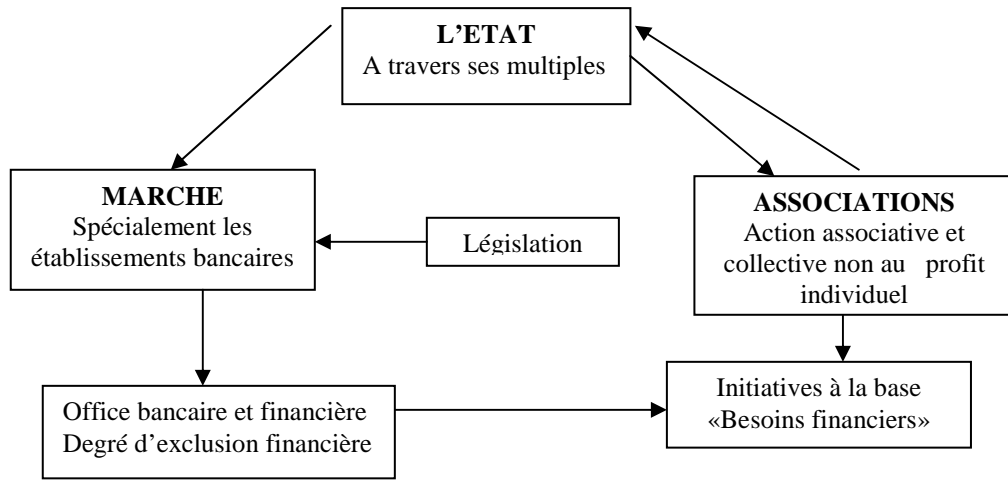 L'ETAT
A travers ses multiples
MARCHE
Spécialement les
établissements bancaires
Législation
ASSOCIATIONS
Action associative et
collective non au profit
individuel
Office bancaire et financière
Degré d'exclusion financière
Initiatives à la base
«Besoins financiers»